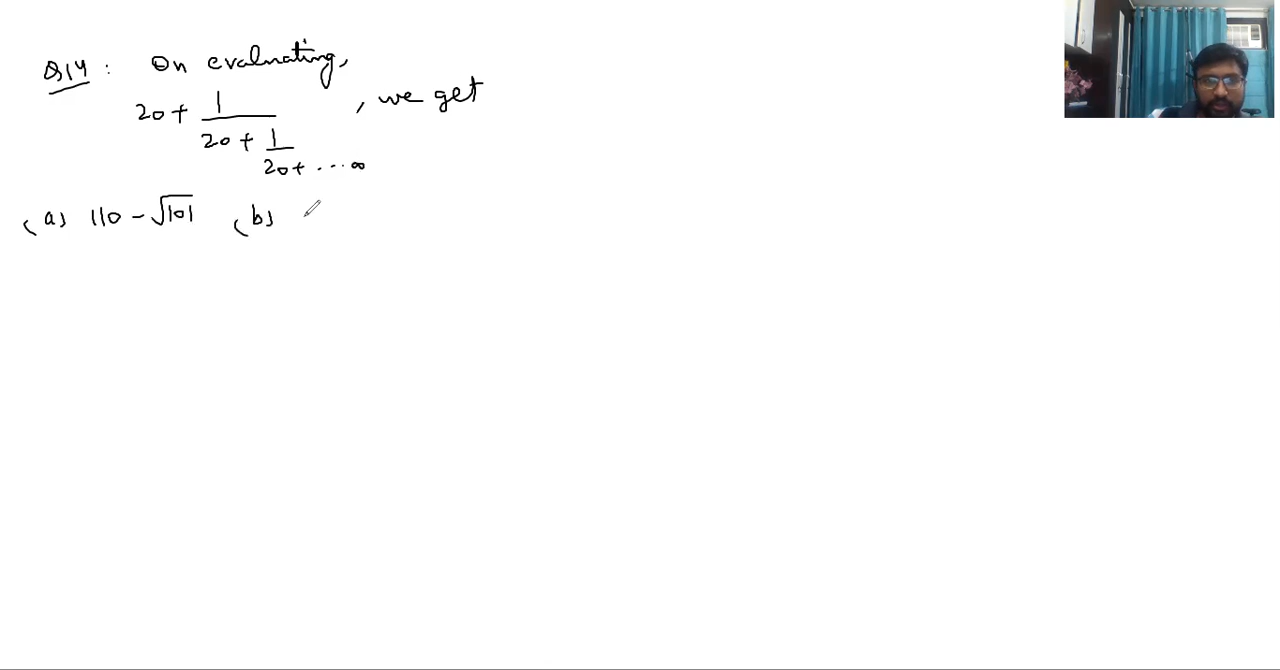 Q14 : On evaluating,
20 + 1 / (20 + 1 / (20 + ... ∞)) , we get
(a) 110 - √101 (b)